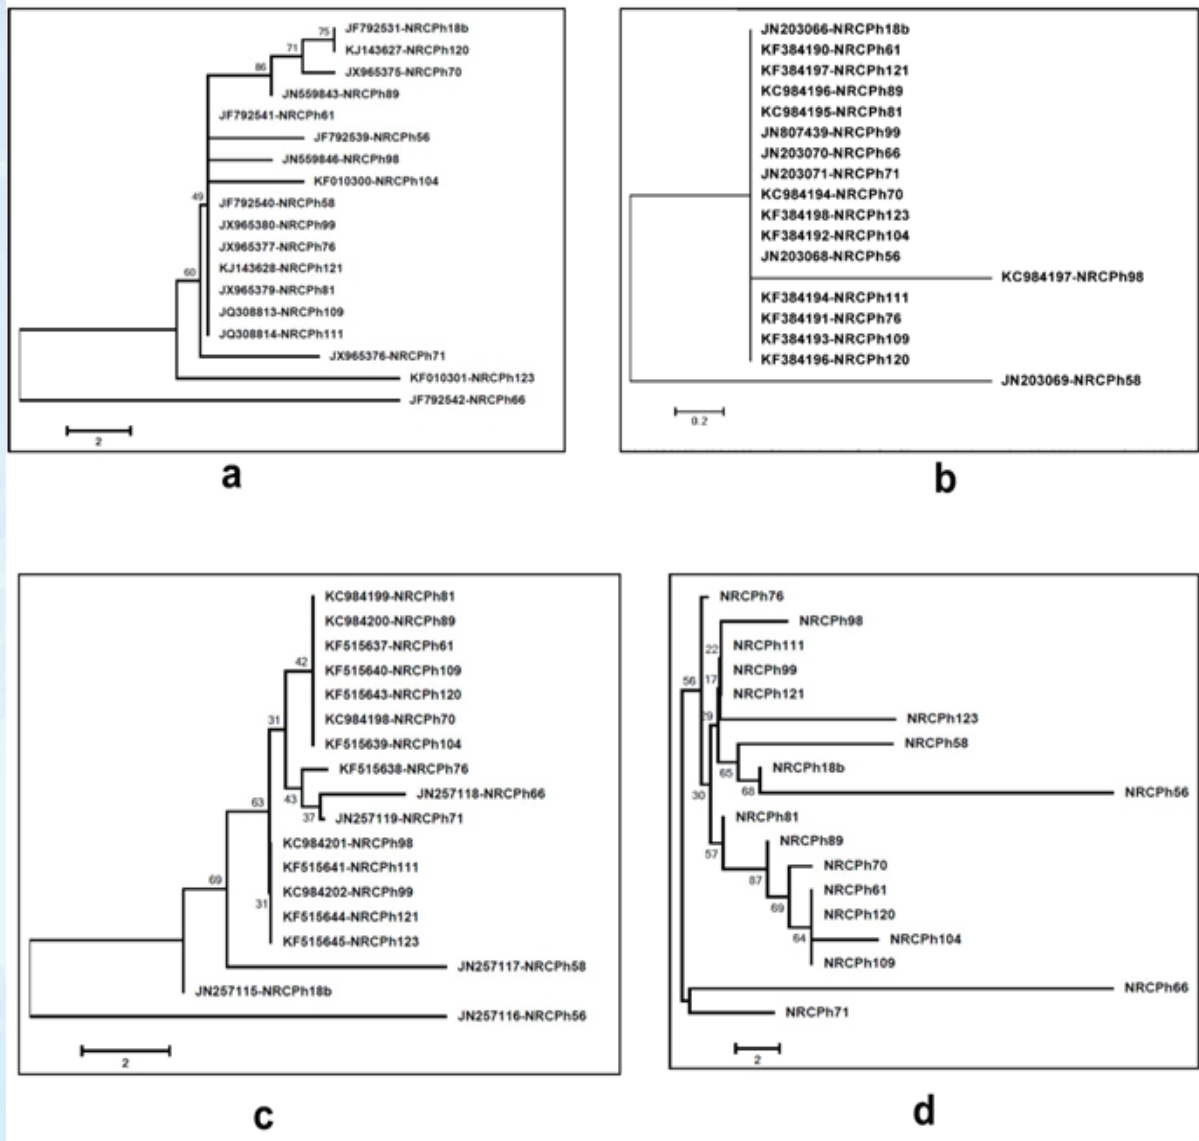 75
JF792531-NRCPh18b
71
KJ143627-NRCPh120
86
JX965375-NRCPh70
JN559843-NRCPh89
JF792541-NRCPh61
JF792539-NRCPh56
JN559846-NRCPh98
KF010300-NRCPh104
49
JF792540-NRCPh58
JX965380-NRCPh99
JX965377-NRCPh76
60
KJ143628-NRCPh121
JX965379-NRCPh81
JQ308813-NRCPh109
JQ308814-NRCPh111
JX965376-NRCPh71
KF010301-NRCPh123
JF792542-NRCPh66
2
a
JN203066-NRCPh18b
KF384190-NRCPh61
KF384197-NRCPh121
KC984196-NRCPh89
KC984195-NRCPh81
JN807439-NRCPh99
JN203070-NRCPh66
JN203071-NRCPh71
KC984194-NRCPh70
KF384198-NRCPh123
KF384192-NRCPh104
JN203068-NRCPh56
KC984197-NRCPh98
KF384194-NRCPh111
KF384191-NRCPh76
KF384193-NRCPh109
KF384196-NRCPh120
JN203069-NRCPh58
0.2
b
KC984199-NRCPh81
KC984200-NRCPh89
KF515637-NRCPh61
42
KF515640-NRCPh109
KF515643-NRCPh120
31
KC984198-NRCPh70
KF515639-NRCPh104
KF515638-NRCPh76
43
JN257118-NRCPh66
63
37
JN257119-NRCPh71
KC984201-NRCPh98
KF515641-NRCPh111
69
KC984202-NRCPh99
31
KF515644-NRCPh121
KF515645-NRCPh123
JN257117-NRCPh58
JN257115-NRCPh18b
JN257116-NRCPh56
2
c
NRCPh76
NRCPh98
22
NRCPh111
NRCPh99
56
17
NRCPh121
29
NRCPh123
NRCPh58
65
NRCPh18b
68
NRCPh56
30
NRCPh81
NRCPh89
57
NRCPh70
87
NRCPh61
69
NRCPh120
64
NRCPh104
NRCPh109
NRCPh66
NRCPh71
2
d